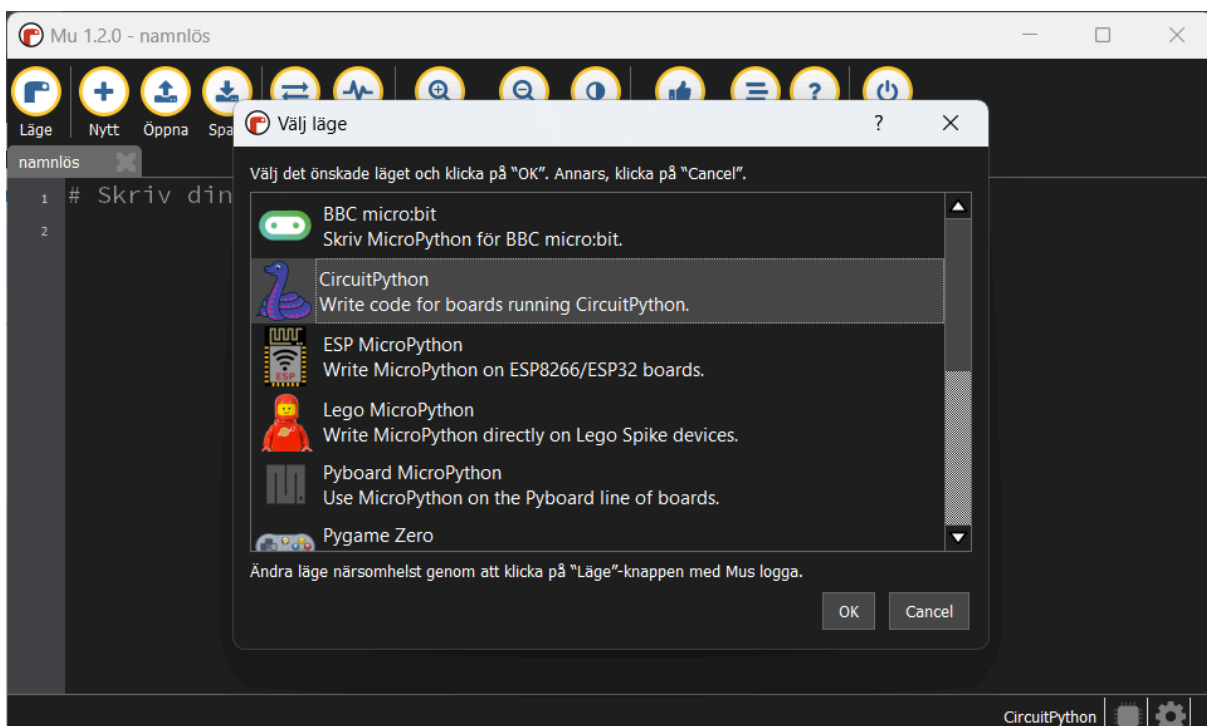 Mu 1.2.0 - namnlös
Läge Nytt Öppna Spa
Välj läge ?
namnlös
Välj det önskade läget och klicka på "OK". Annars, klicka på "Cancel".
1 # Skriv din
2
BBC micro:bit
Skriv MicroPython för BBC micro:bit.
CircuitPython
Write code for boards running CircuitPython.
ESP
ESP MicroPython
Write MicroPython on ESP8266/ESP32 boards.
Lego MicroPython
Write MicroPython directly on Lego Spike devices.
Pyboard MicroPython
Use MicroPython on the Pyboard line of boards.
Pygame Zero
Ändra läge närsomhelst genom att klicka på "Läge"-knappen med Mus logga.
OK Cancel
CircuitPython